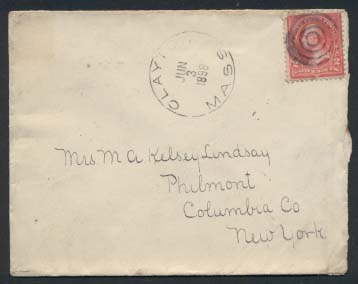 CLAY. MASS
JUN
3
1898
Mrs M A Kelsey Lindsay
Philmont
Columbia Co.
New York